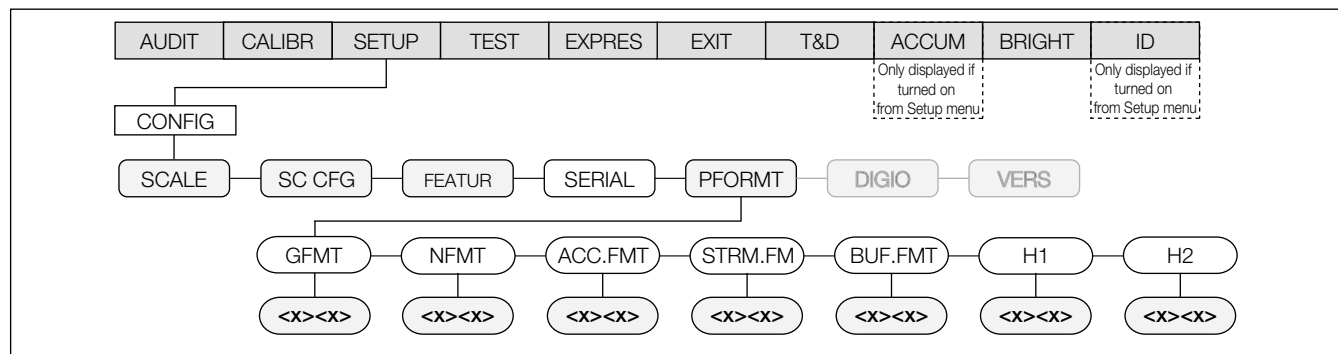 AUDIT CALIBR SETUP TEST EXPRES EXIT T&D ACCUM BRIGHT ID
Only displayed if
turned on
from Setup menu
Only displayed if
turned on
from Setup menu
CONFIG
SCALE SC CFG FEATUR SERIAL PFORMT DIGIO VERS
GFMT NFMT ACC.FMT STRM.FM BUF.FMT H1 H2
<x><x> <x><x> <x><x> <x><x> <x><x> <x><x> <x><x>